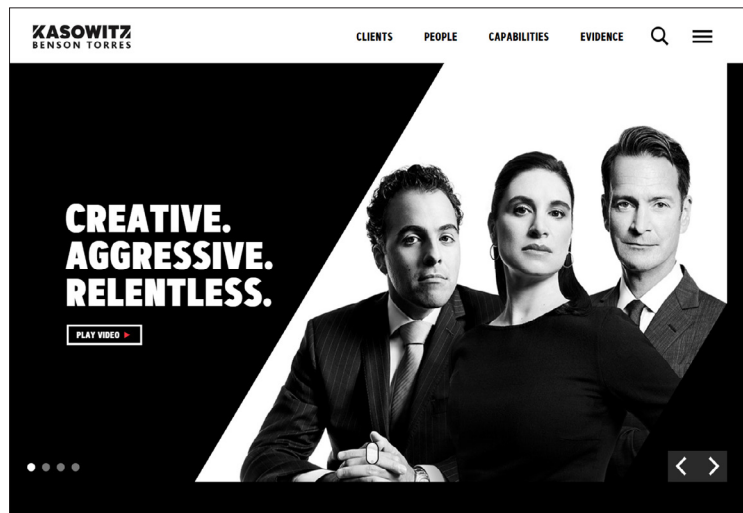 KASOWITZ
BENSON TORRES
CLIENTS PEOPLE CAPABILITIES EVIDENCE
CREATIVE.
AGGRESSIVE.
RELENTLESS.
PLAY VIDEO